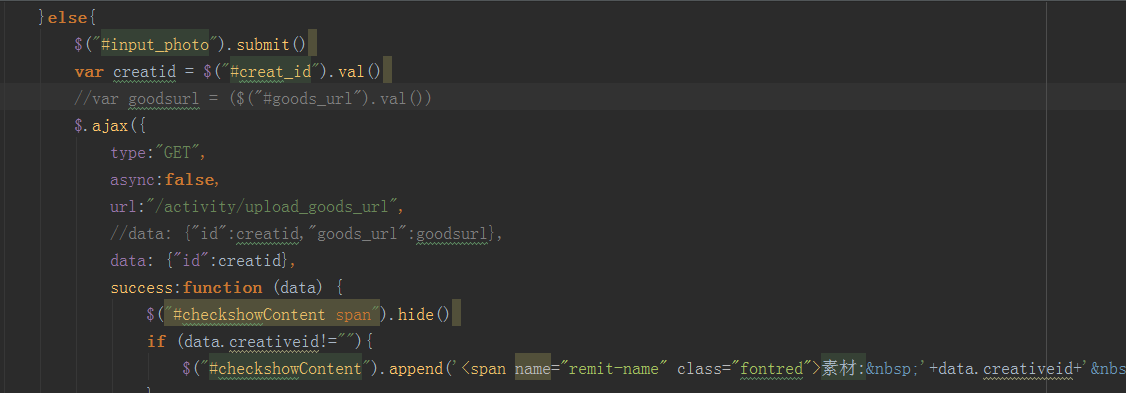 }else{
$("#input_photo").submit()
var creatid = $("#creat_id").val()
//var goodsurl = ($("#goods_url").val())
$.ajax({
type:"GET",
async:false,
url:"/activity/upload_goods_url",
//data: {"id":creatid,"goods_url":goodsurl},
data: {"id":creatid},
success:function (data) {
$("#checkshowContent span").hide()
if (data.creativeid!=""){
$("#checkshowContent").append('<span name="remit-name" class="fontred">素材:&nbsp;'+data.creativeid+'&nbs
}